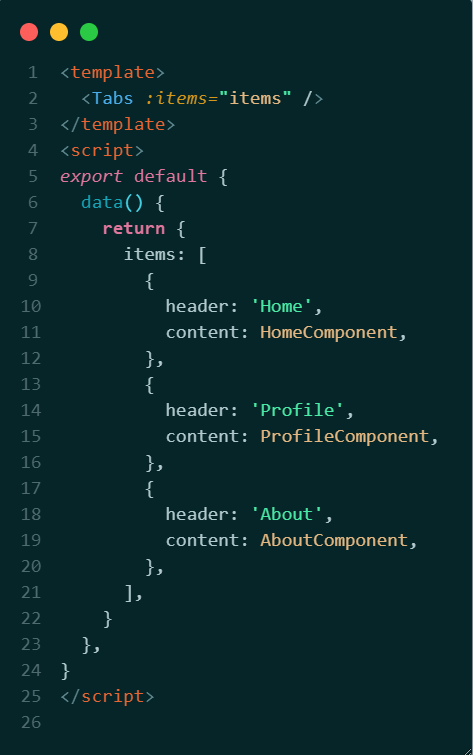 1 <template>
2   <Tabs :items="items" />
3 </template>
4 <script>
5 export default {
6   data() {
7     return {
8       items: [
9         {
10           header: 'Home',
11           content: HomeComponent,
12         },
13         {
14           header: 'Profile',
15           content: ProfileComponent,
16         },
17         {
18           header: 'About',
19           content: AboutComponent,
20         },
21       ],
22     }
23   },
24 }
25 </script>
26